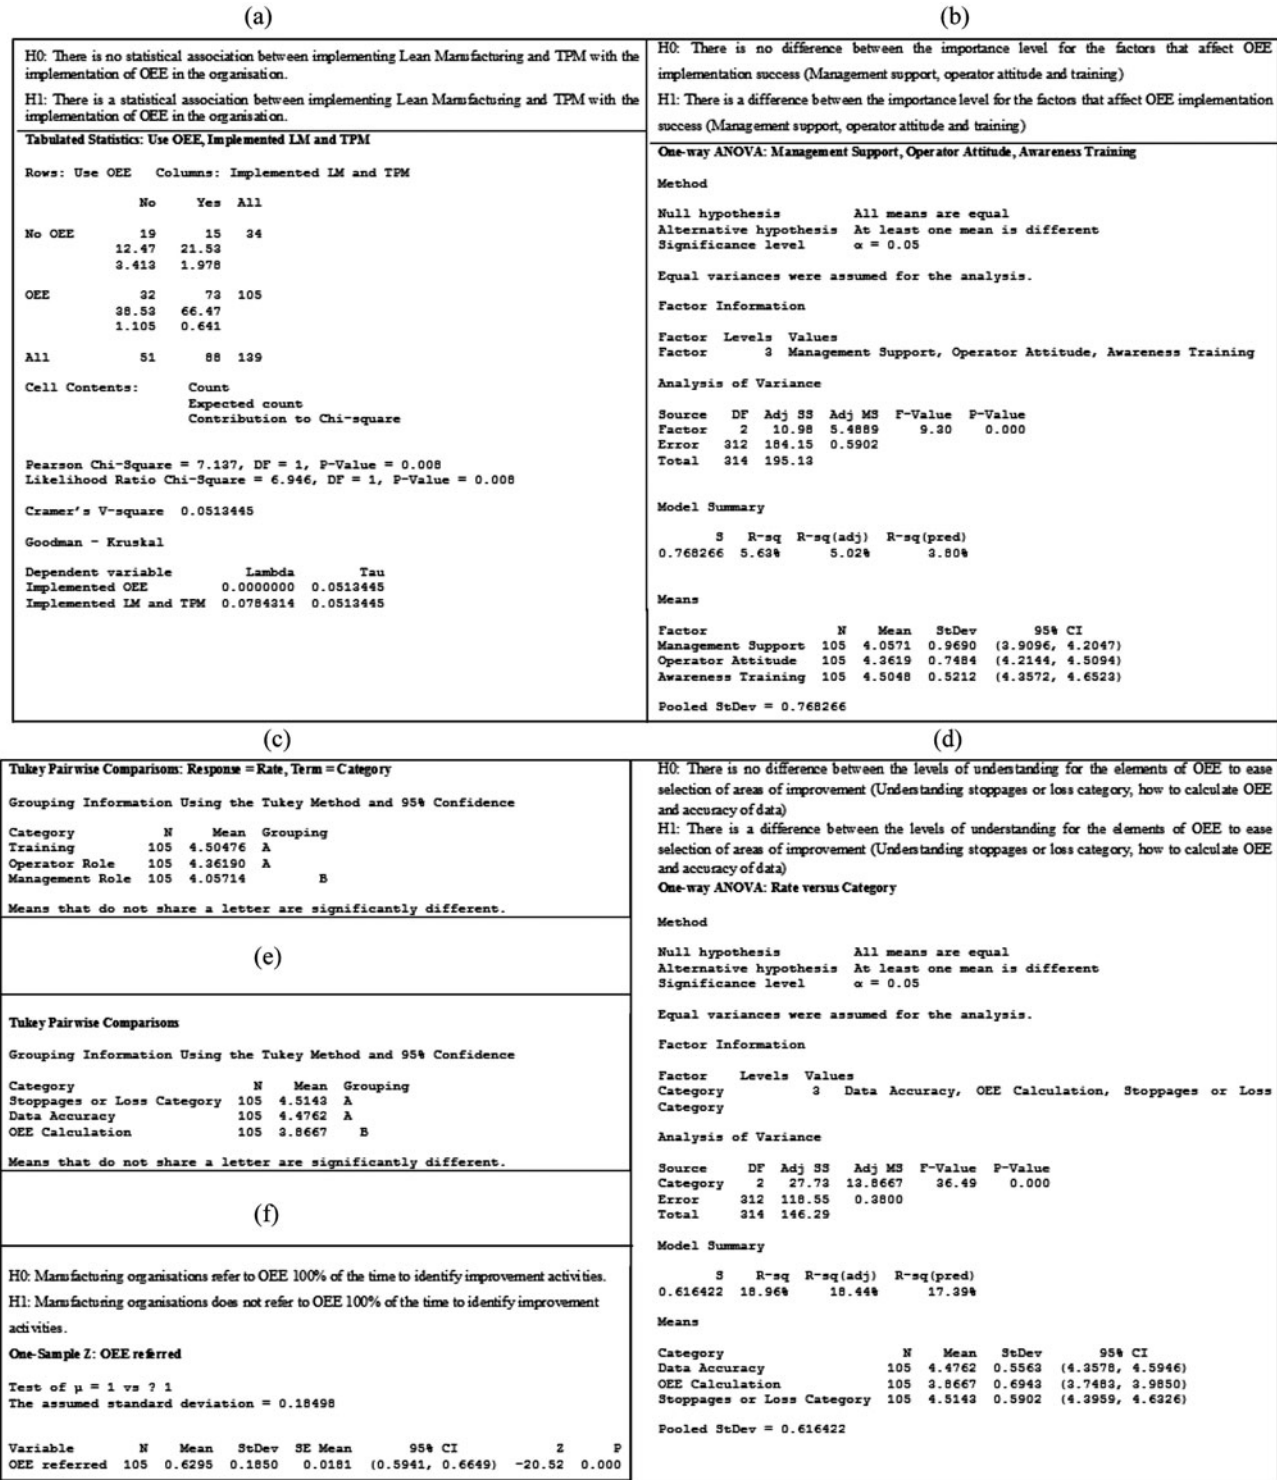 (a)
H0: There is no statistical association between implementing Lean Manufacturing and TPM with the
implementation of OEE in the organisation.
H1: There is a statistical association between implementing Lean Manufacturing and TPM with the
implementation of OEE in the organisation.
Tabulated Statistics: Use OEE, Implemented LM and TPM
Rows: Use OEE Columns: Implemented LM and TPM
No Yes All
No OEE 19 15 34
12.47 21.53
3.413 1.978
OEE 32 73 105
38.53 66.47
1.105 0.641
All 51 88 139
Cell Contents: Count
Expected count
Contribution to Chi-square
Pearson Chi-Square = 7.137, DF = 1, P-Value = 0.008
Likelihood Ratio Chi-Square = 6.946, DF = 1, P-Value = 0.008
Cramer's V-square 0.0513445
Goodman - Kruskal
Dependent variable Lambda Tau
Implemented OEE 0.0000000 0.0513445
Implemented LM and TPM 0.0784314 0.0513445
(b)
H0: There is no difference between the importance level for the factors that affect OEE
implementation success (Management support, operator attitude and training)
H1: There is a difference between the importance level for the factors that affect OEE implementation
success (Management support, operator attitude and training)
One-way ANOVA: Management Support, Operator Attitude, Awareness Training
Method
Null hypothesis All means are equal
Alternative hypothesis At least one mean is different
Significance level α = 0.05
Equal variances were assumed for the analysis.
Factor Information
Factor Levels Values
Factor 3 Management Support, Operator Attitude, Awareness Training
Analysis of Variance
Source DF Adj SS Adj MS F-Value P-Value
Factor 2 10.98 5.4889 9.30 0.000
Error 312 184.15 0.5902
Total 314 195.13
Model Summary
S R-sq R-sq(adj) R-sq(pred)
0.768266 5.63% 5.02% 3.80%
Means
Factor N Mean StDev 95% CI
Management Support 105 4.0571 0.9690 (3.9096, 4.2047)
Operator Attitude 105 4.3619 0.7484 (4.2144, 4.5094)
Awareness Training 105 4.5048 0.5212 (4.3572, 4.6523)
Pooled StDev = 0.768266
(c)
Tukey Pairwise Comparisons: Response = Rate, Term = Category
Grouping Information Using the Tukey Method and 95% Confidence
Category N Mean Grouping
Training 105 4.50476 A
Operator Role 105 4.36190 A
Management Role 105 4.05714 B
Means that do not share a letter are significantly different.
(e)
Tukey Pairwise Comparisons
Grouping Information Using the Tukey Method and 95% Confidence
Category N Mean Grouping
Stoppages or Loss Category 105 4.5143 A
Data Accuracy 105 4.4762 A
OEE Calculation 105 3.8667 B
Means that do not share a letter are significantly different.
(f)
H0: Manufacturing organisations refer to OEE 100% of the time to identify improvement activities.
H1: Manufacturing organisations does not refer to OEE 100% of the time to identify improvement
activities.
One-Sample Z: OEE referred
Test of μ = 1 vs ? 1
The assumed standard deviation = 0.18498
Variable N Mean StDev SE Mean 95% CI Z P
OEE referred 105 0.6295 0.1850 0.0181 (0.5941, 0.6649) -20.52 0.000
(d)
H0: There is no difference between the levels of understanding for the elements of OEE to ease
selection of areas of improvement (Understanding stoppages or loss category, how to calculate OEE
and accuracy of data)
H1: There is a difference between the levels of understanding for the elements of OEE to ease
selection of areas of improvement (Understanding stoppages or loss category, how to calculate OEE
and accuracy of data)
One-way ANOVA: Rate versus Category
Method
Null hypothesis All means are equal
Alternative hypothesis At least one mean is different
Significance level α = 0.05
Equal variances were assumed for the analysis.
Factor Information
Factor Levels Values
Category 3 Data Accuracy, OEE Calculation, Stoppages or Loss
Category
Analysis of Variance
Source DF Adj SS Adj MS F-Value P-Value
Category 2 27.73 13.8667 36.49 0.000
Error 312 118.55 0.3800
Total 314 146.29
Model Summary
S R-sq R-sq(adj) R-sq(pred)
0.616422 18.96% 18.44% 17.39%
Means
Category N Mean StDev 95% CI
Data Accuracy 105 4.4762 0.5563 (4.3578, 4.5946)
OEE Calculation 105 3.8667 0.6943 (3.7483, 3.9850)
Stoppages or Loss Category 105 4.5143 0.5902 (4.3959, 4.6326)
Pooled StDev = 0.616422